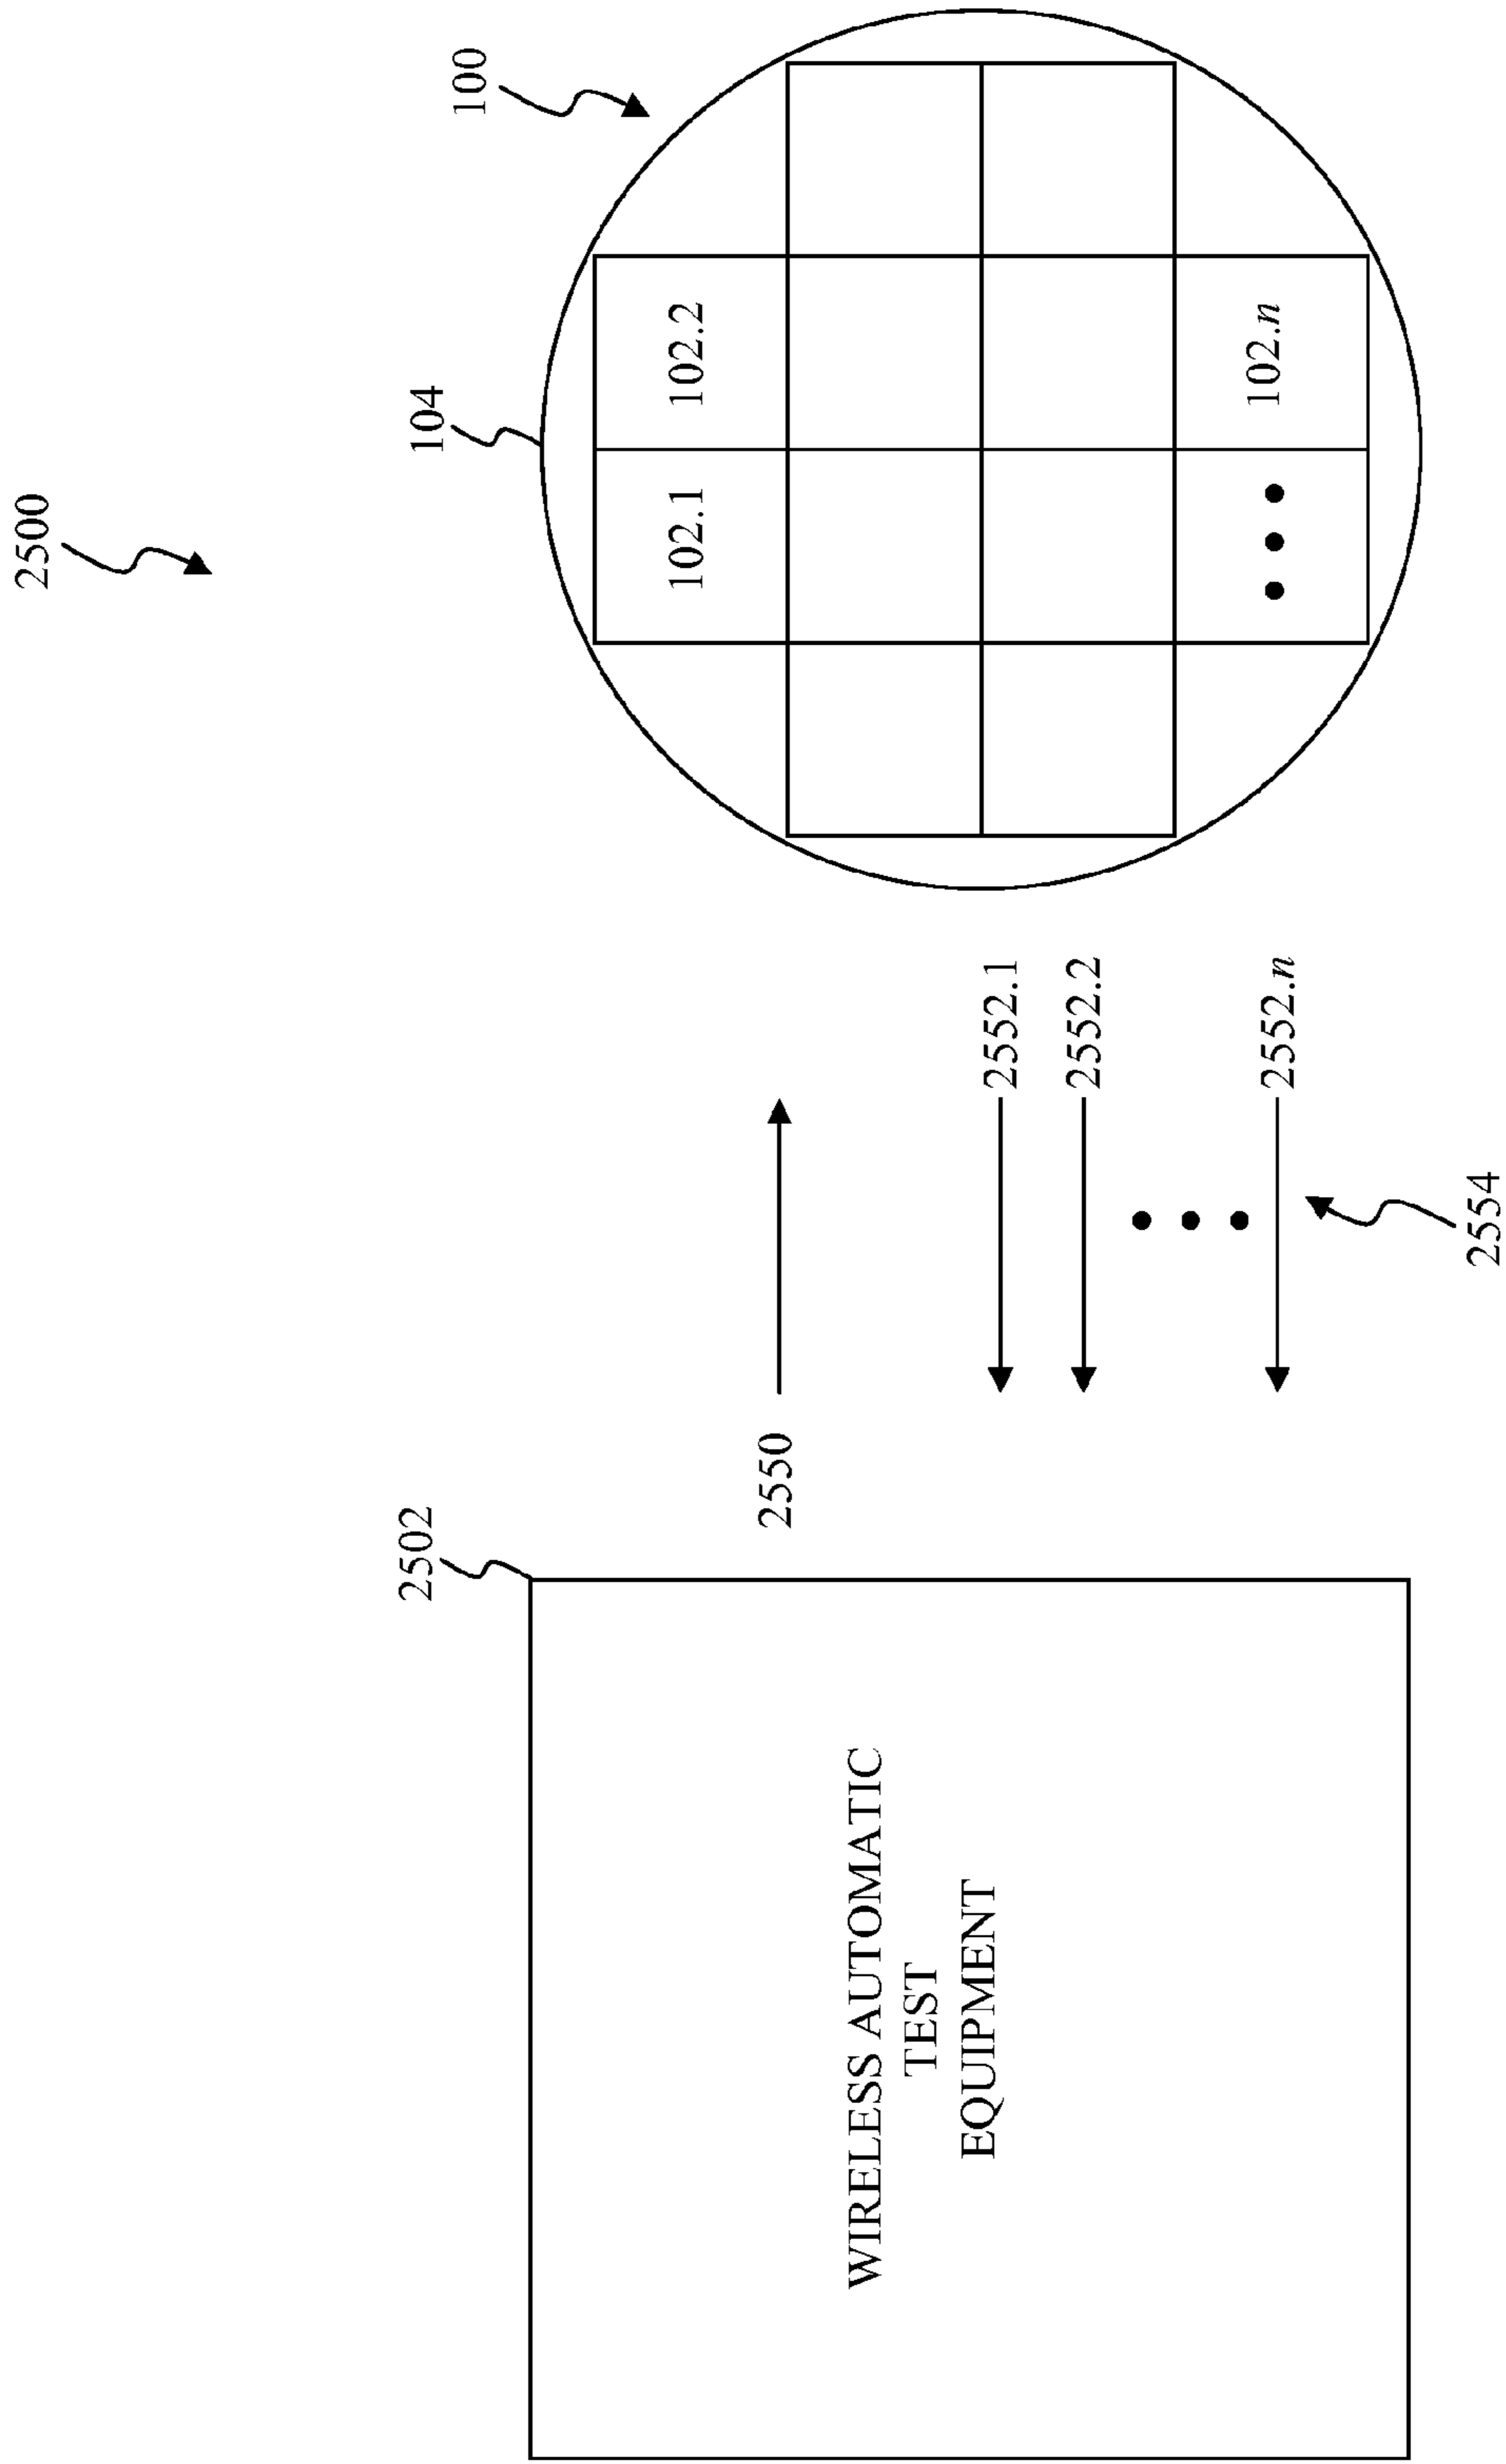 2500
100
104
102.1
102.2
• • •
102.n
2502
WIRELESS AUTOMATIC
TEST
EQUIPMENT
2550
2552.1
2552.2
• • •
2552.n
2554